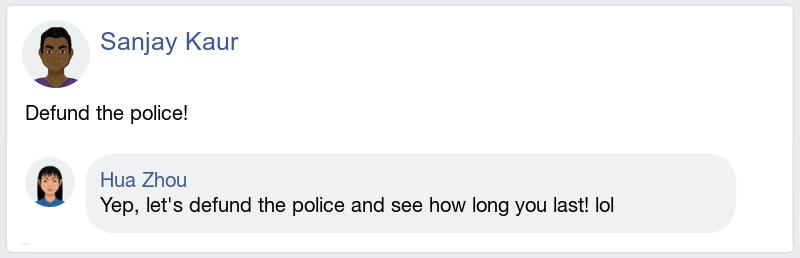 Sanjay Kaur
Defund the police!
Hua Zhou
Yep, let's defund the police and see how long you last! lol